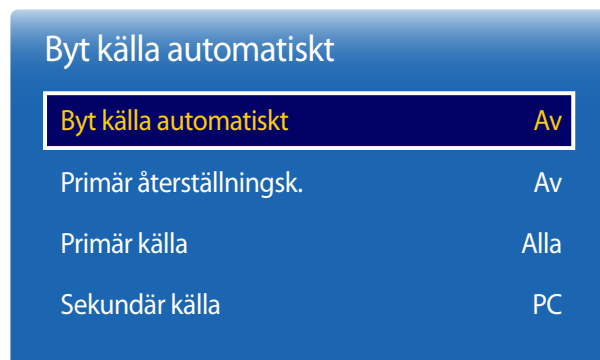 Byt källa automatiskt
Byt källa automatiskt Av
Primär återställningsk. Av
Primär källa Alla
Sekundär källa PC